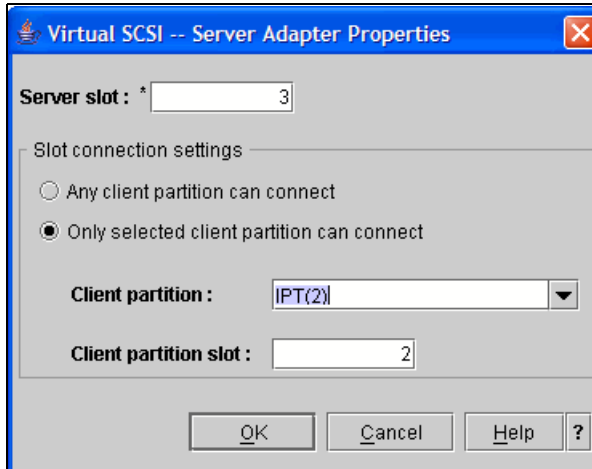 Virtual SCSI -- Server Adapter Properties
Server slot : * 3
Slot connection settings
Any client partition can connect
Only selected client partition can connect
Client partition : IPT(2)
Client partition slot : 2
OK Cancel Help ?